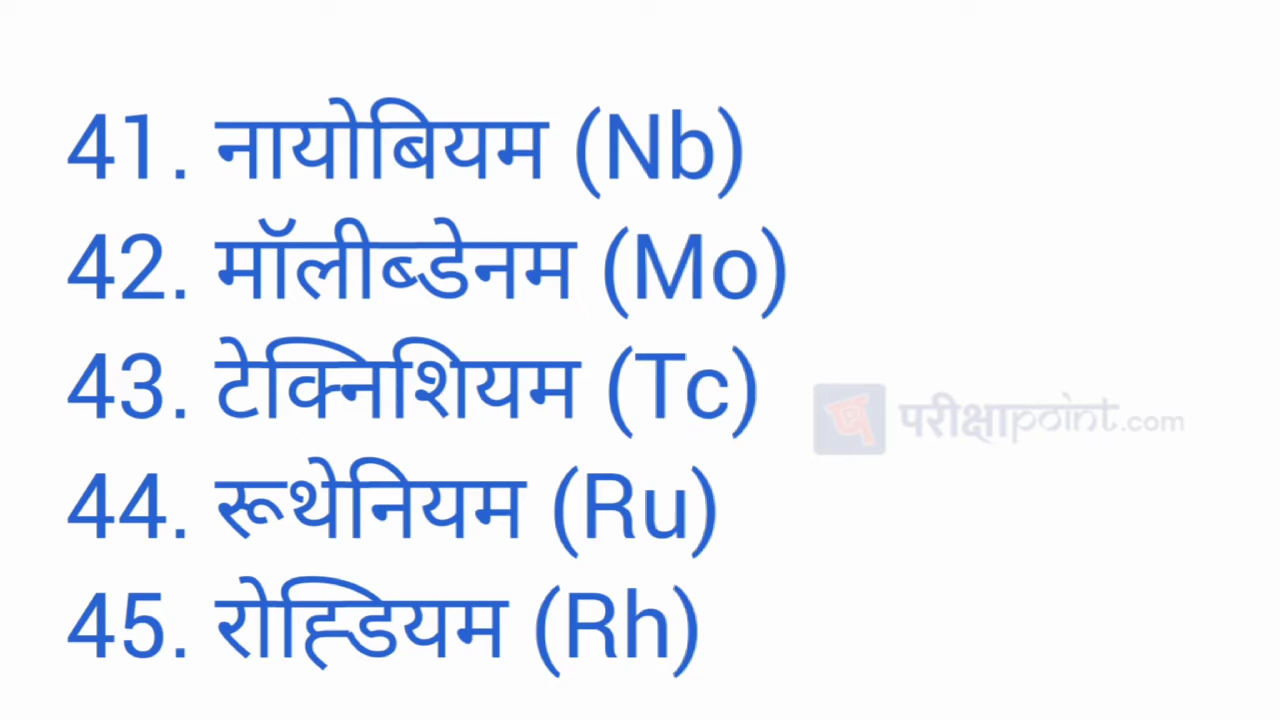 41. नायोबियम (Nb)
42. मॉलीब्डेनम (Mo)
43. टेक्निशियम (Tc)
परीक्षाpoint.com
44. रूथेनियम (Ru)
45. रोह्डियम (Rh)